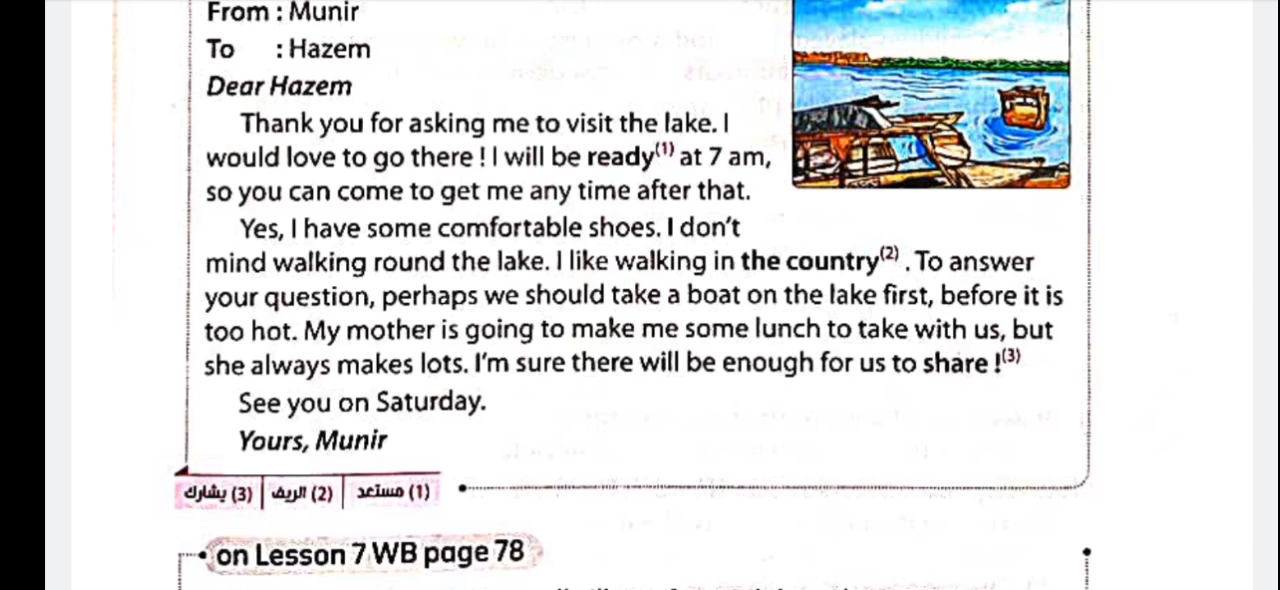 From : Munir
To : Hazem
Dear Hazem
Thank you for asking me to visit the lake. I
would love to go there ! I will be ready(1) at 7 am,
so you can come to get me any time after that.
Yes, I have some comfortable shoes. I don't
mind walking round the lake. I like walking in the country(2) . To answer
your question, perhaps we should take a boat on the lake first, before it is
too hot. My mother is going to make me some lunch to take with us, but
she always makes lots. I'm sure there will be enough for us to share !(3)
See you on Saturday.
Yours, Munir
(1) مستعد (2) الريف (3) يشارك
on Lesson 7 WB page 78